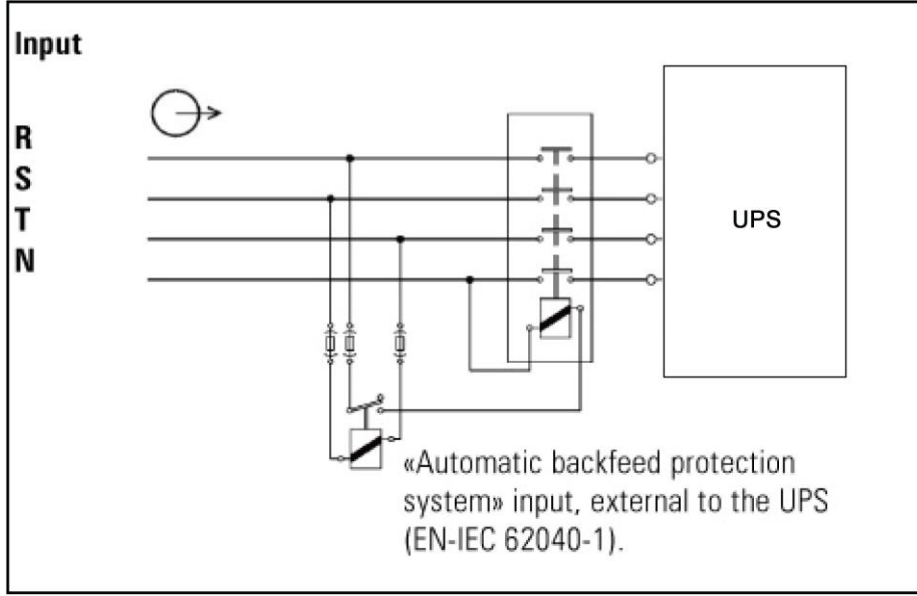 Input
R
S
T
N
UPS
«Automatic backfeed protection
system» input, external to the UPS
(EN-IEC 62040-1).